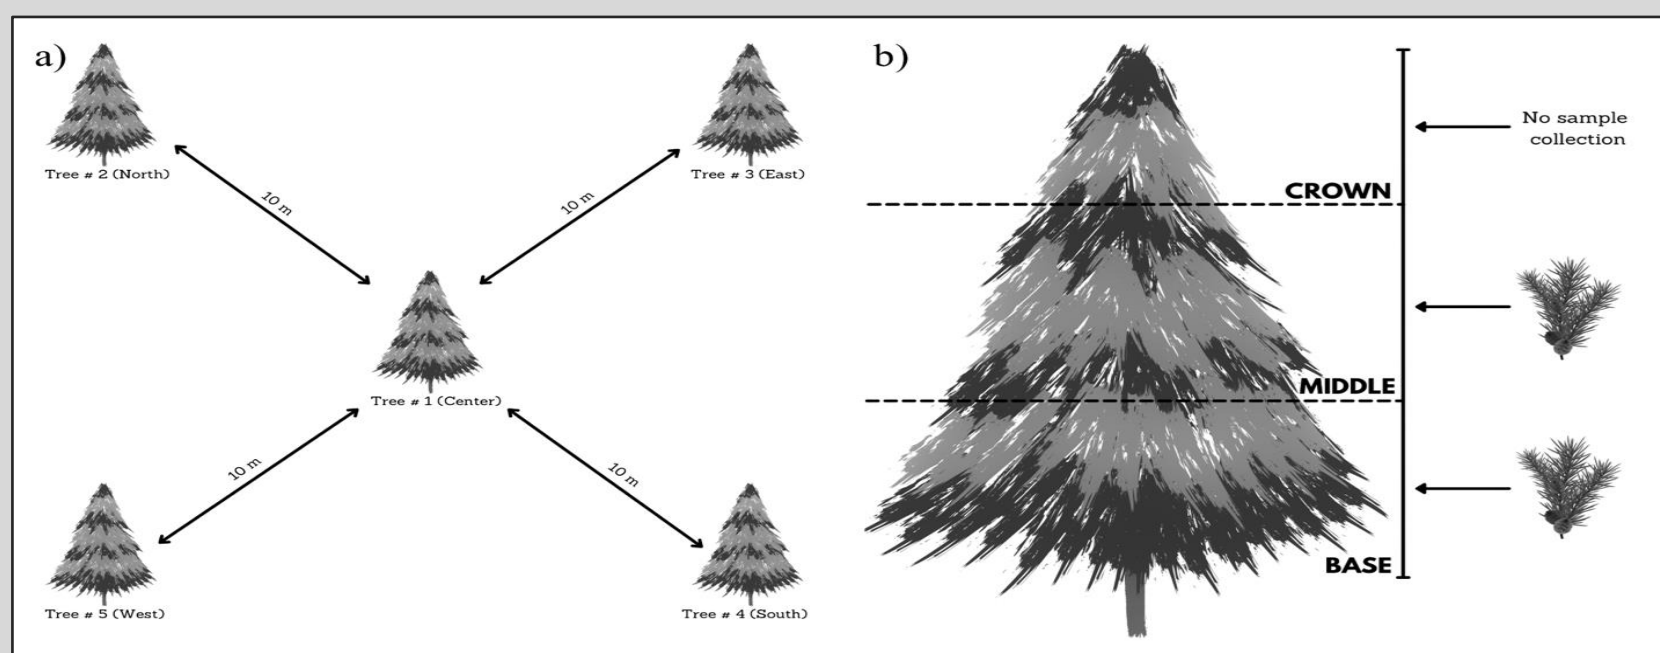 a)
Tree # 2 (North)
Tree # 3 (East)
10 m
10 m
Tree # 1 (Center)
10 m
10 m
Tree # 5 (West)
Tree # 4 (South)
b)
No sample
collection
CROWN
MIDDLE
BASE